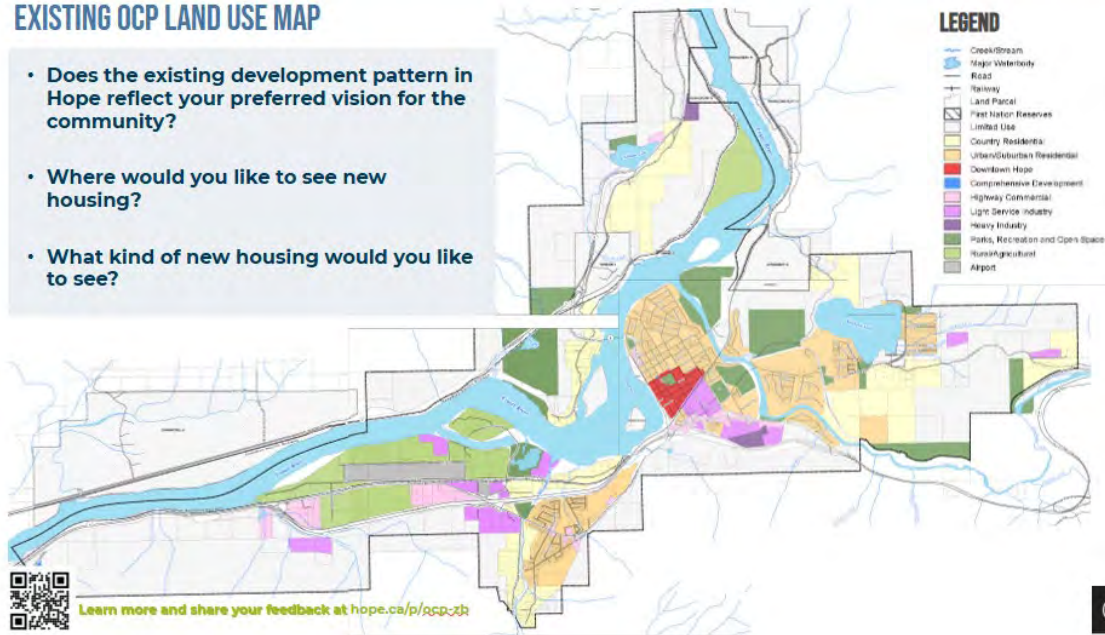 EXISTING OCP LAND USE MAP
• Does the existing development pattern in
Hope reflect your preferred vision for the
community?
• Where would you like to see new
housing?
• What kind of new housing would you like
to see?
LEGEND
Creek/Stream
Major Waterbody
Road
Railway
Land Parcel
First Nation Reserves
Limited Use
Country Residential
Urban/Suburban Residential
Downtown Hope
Comprehensive Development
Highway Commercial
Light Service Industry
Heavy Industry
Parks, Recreation and Open Space
Rural/Agricultural
Airport
Learn more and share your feedback at hope.ca/p/ocp-zb